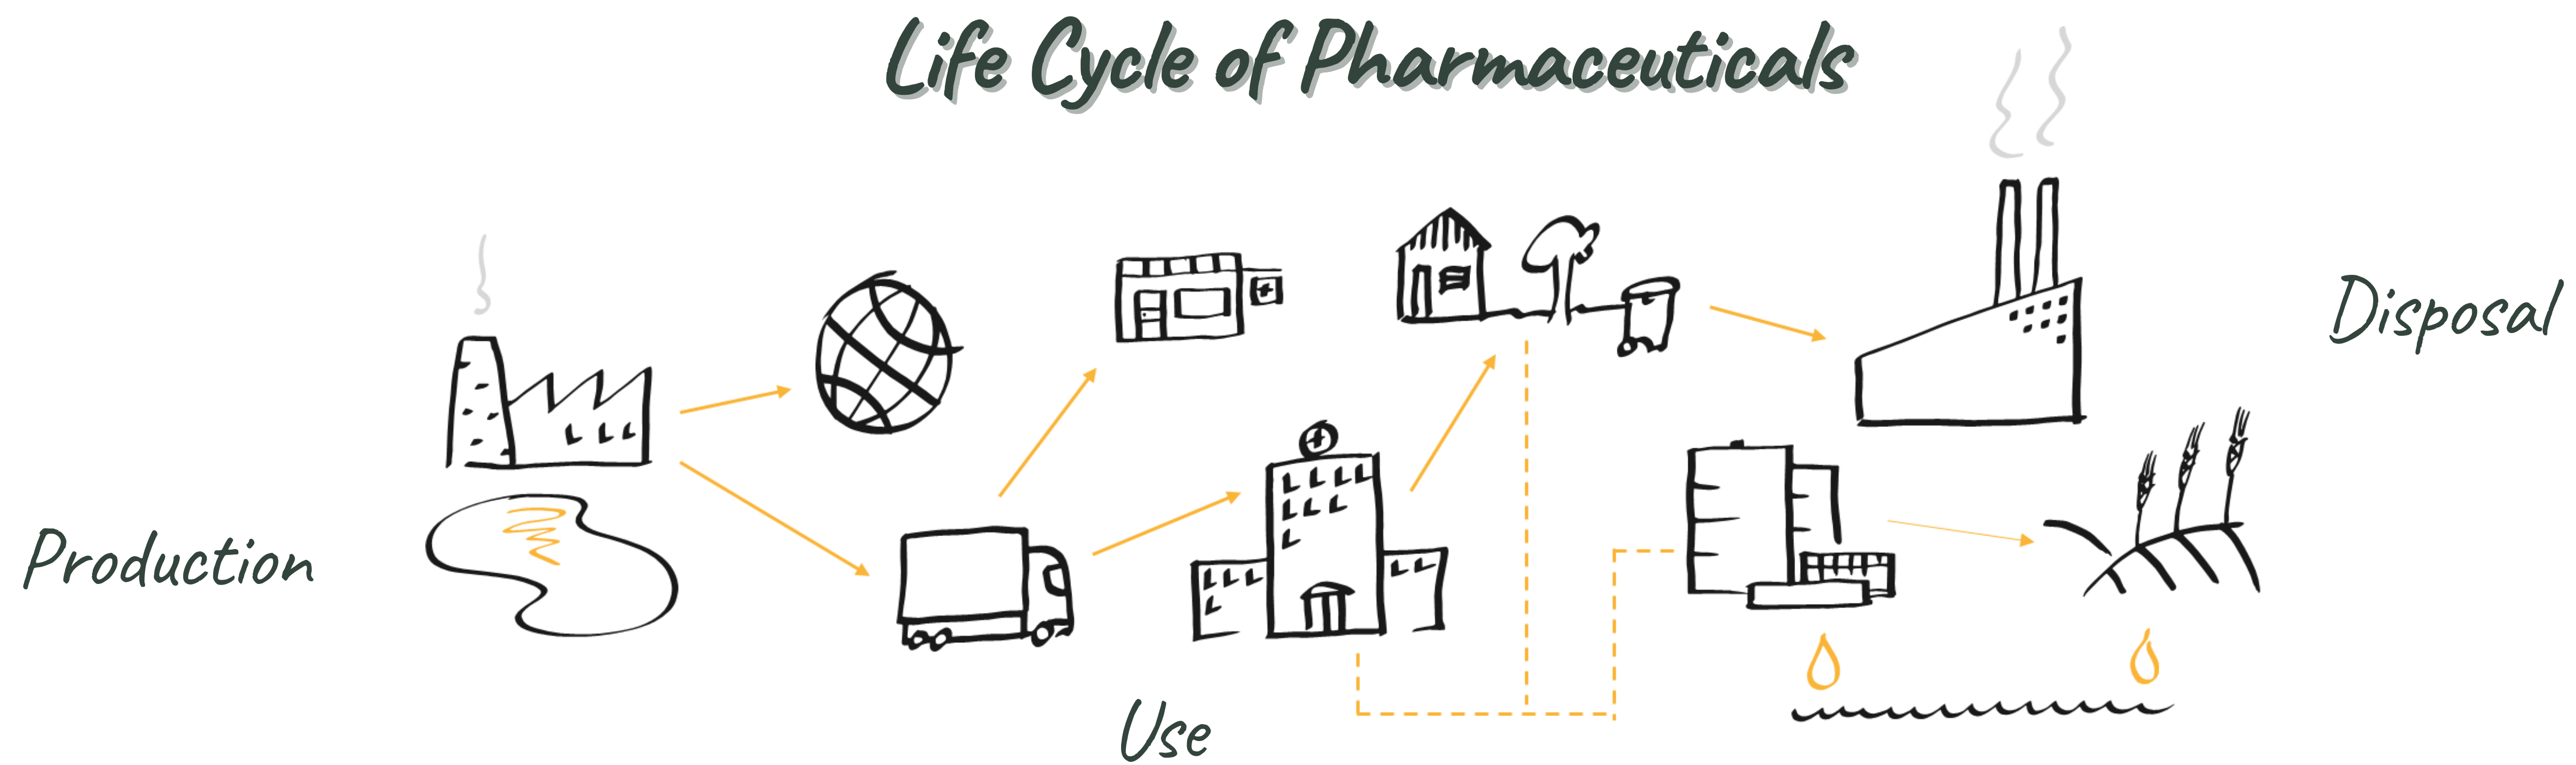 Life Cycle of Pharmaceuticals
Disposal
Production
Use